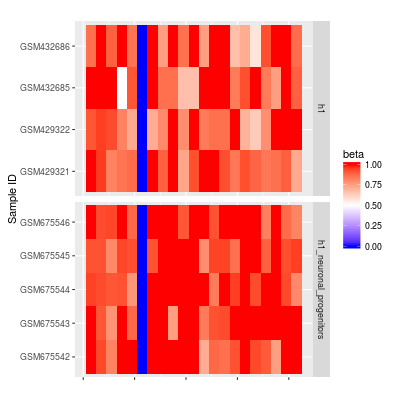 GSM432686
GSM432685
GSM429322
GSM429321
h1
GSM675546
GSM675545
GSM675544
GSM675543
GSM675542
h1_neuronal_progenitors
Sample ID
beta
1.00
0.75
0.50
0.25
0.00